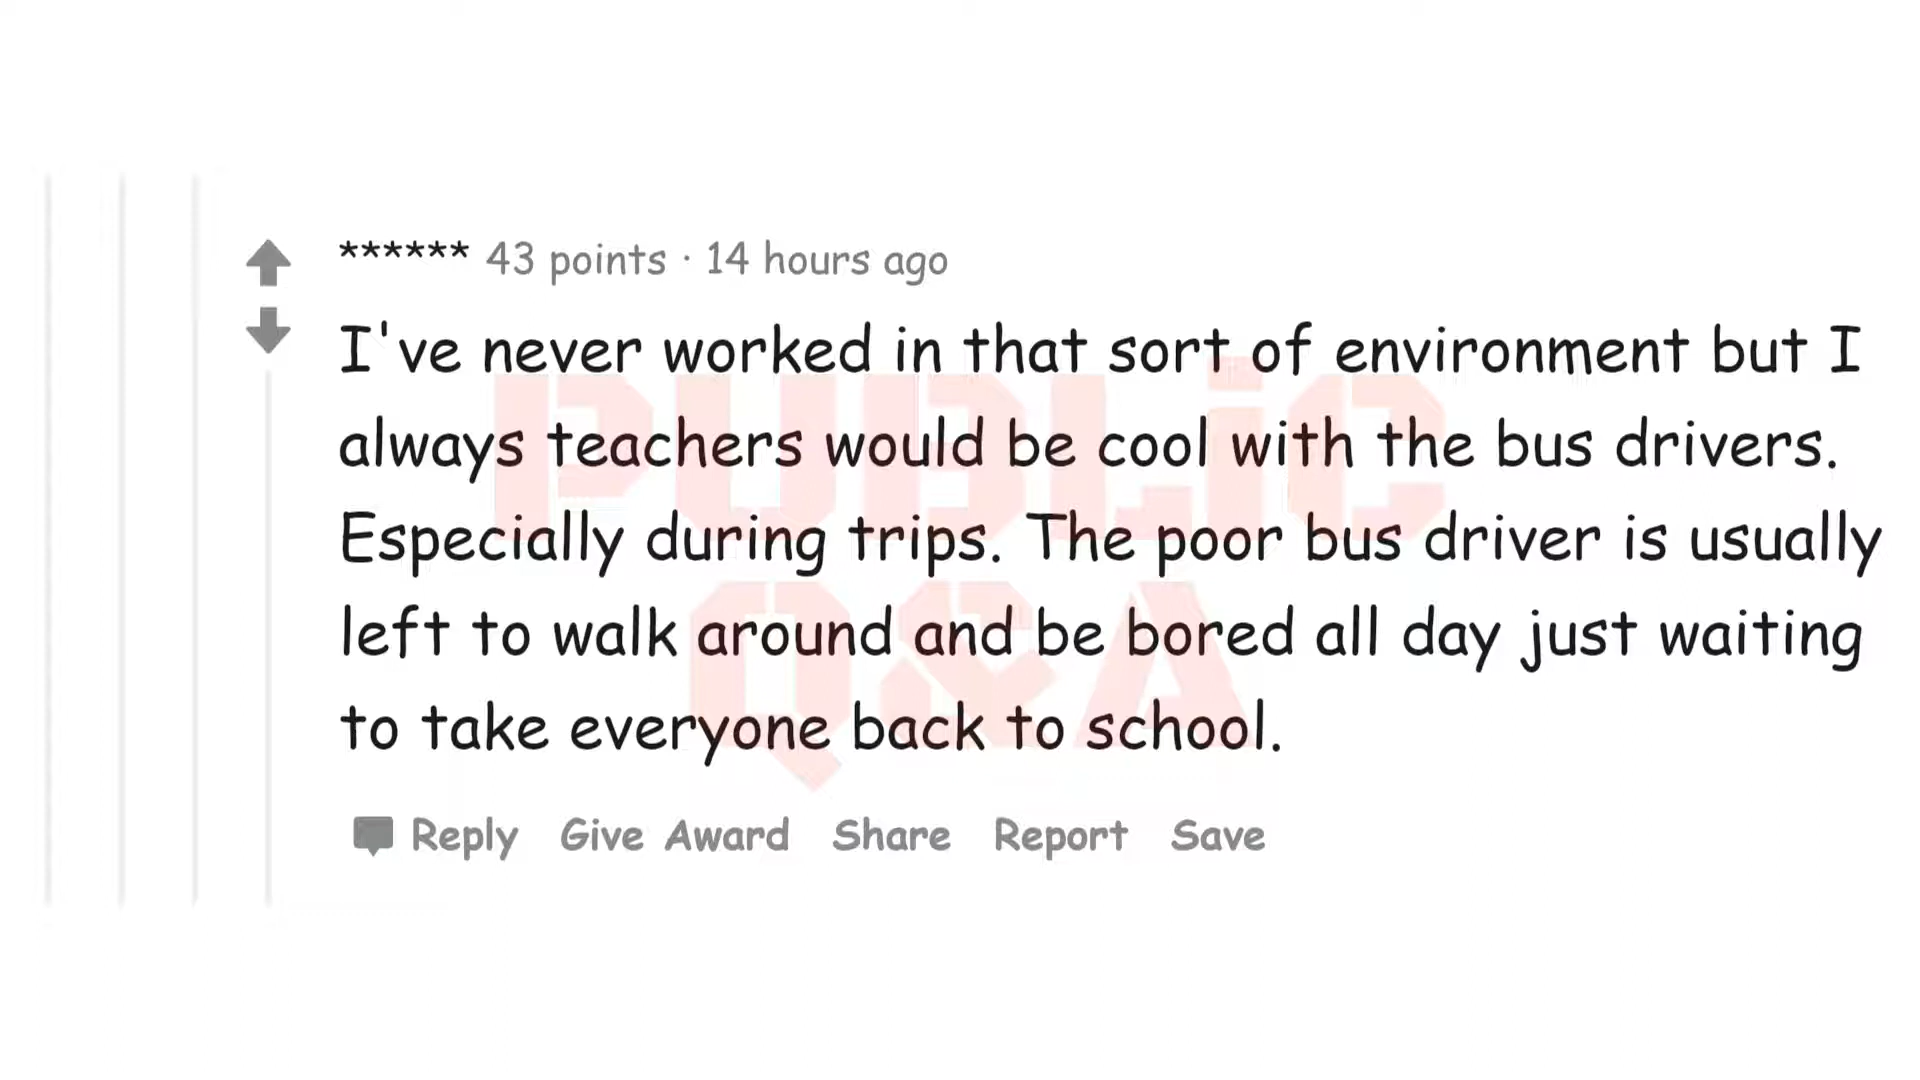 ****** 43 points · 14 hours ago
I've never worked in that sort of environment but I
always teachers would be cool with the bus drivers.
Especially during trips. The poor bus driver is usually
left to walk around and be bored all day just waiting
to take everyone back to school.
Reply Give Award Share Report Save
PUBLiC
Q&A